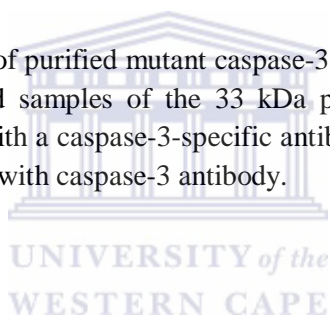 of purified mutant caspase-3
d samples of the 33 kDa p
ith a caspase-3-specific antib
with caspase-3 antibody.
UNIVERSITY of the
WESTERN CAPE